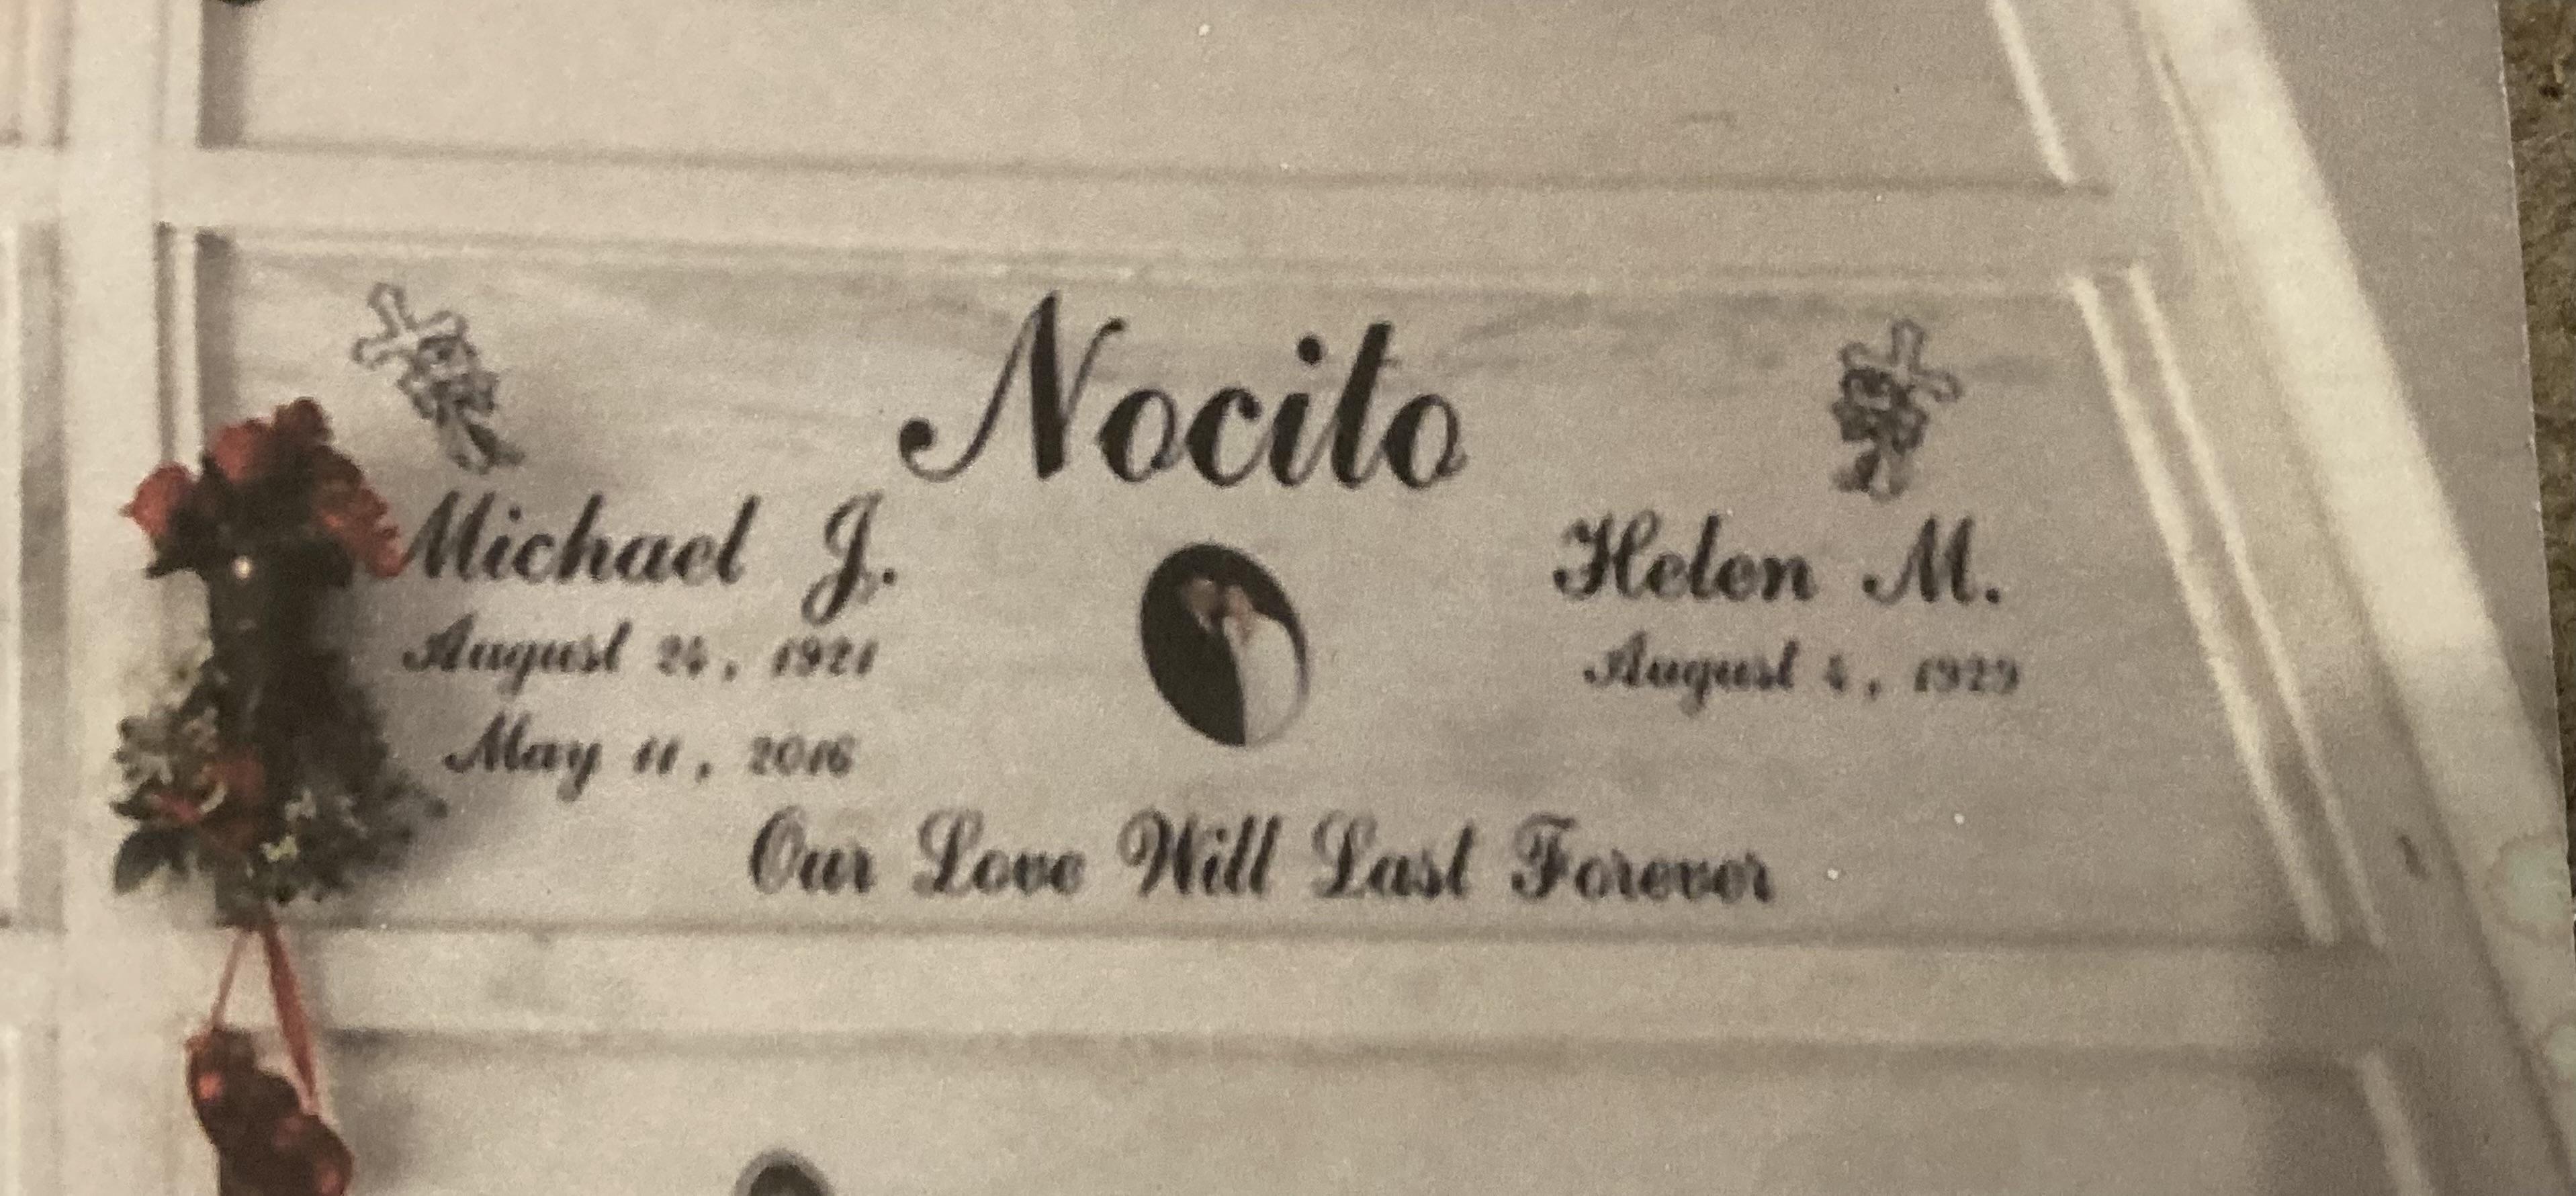 Nocito
Michael J.
August 24, 1921
May 11, 2016
Helen M.
August 4, 1929
Our Love Will Last Forever